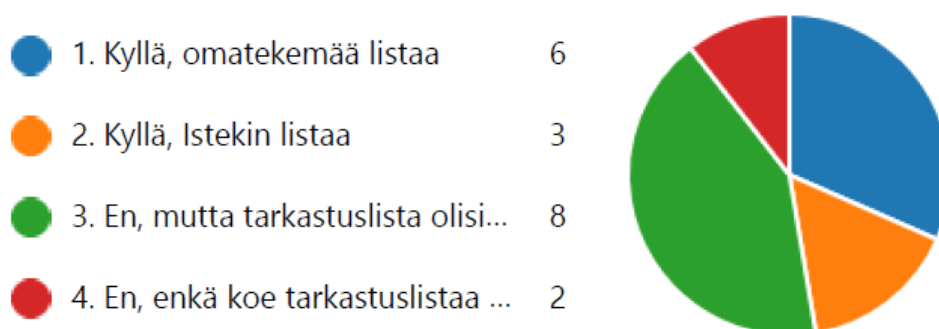 1. Kyllä, omatekemää listaa 6
2. Kyllä, Istekin listaa 3
3. En, mutta tarkastuslista olisi... 8
4. En, enkä koe tarkastuslistaa ... 2